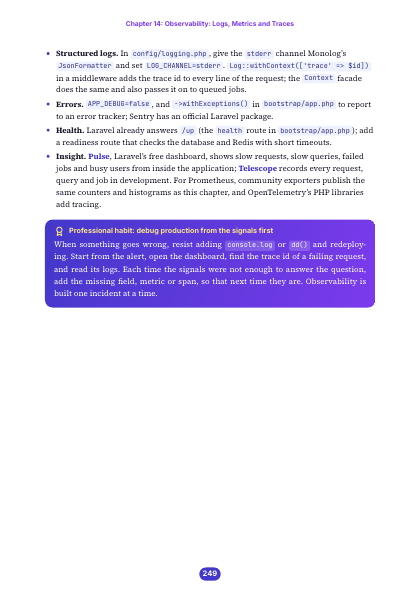 Chapter 14: Observability: Logs, Metrics and Traces
• Structured logs. In config/logging.php, give the stderr channel Monolog's
JsonFormatter and set LOG_CHANNEL=stderr. Log::withContext(['trace' => $id])
in a middleware adds the trace id to every line of the request; the Context facade
does the same and also passes it on to queued jobs.
• Errors. APP_DEBUG=false, and ->withExceptions() in bootstrap/app.php to report
to an error tracker; Sentry has an official Laravel package.
• Health. Laravel already answers /up (the health route in bootstrap/app.php); add
a readiness route that checks the database and Redis with short timeouts.
• Insight. Pulse, Laravel's free dashboard, shows slow requests, slow queries, failed
jobs and busy users from inside the application; Telescope records every request,
query and job in development. For Prometheus, community exporters publish the
same counters and histograms as this chapter, and OpenTelemetry's PHP libraries
add tracing.
Professional habit: debug production from the signals first
When something goes wrong, resist adding console.log or dd() and redeploy-
ing. Start from the alert, open the dashboard, find the trace id of a failing request,
and read its logs. Each time the signals were not enough to answer the question,
add the missing field, metric or span, so that next time they are. Observability is
built one incident at a time.
249